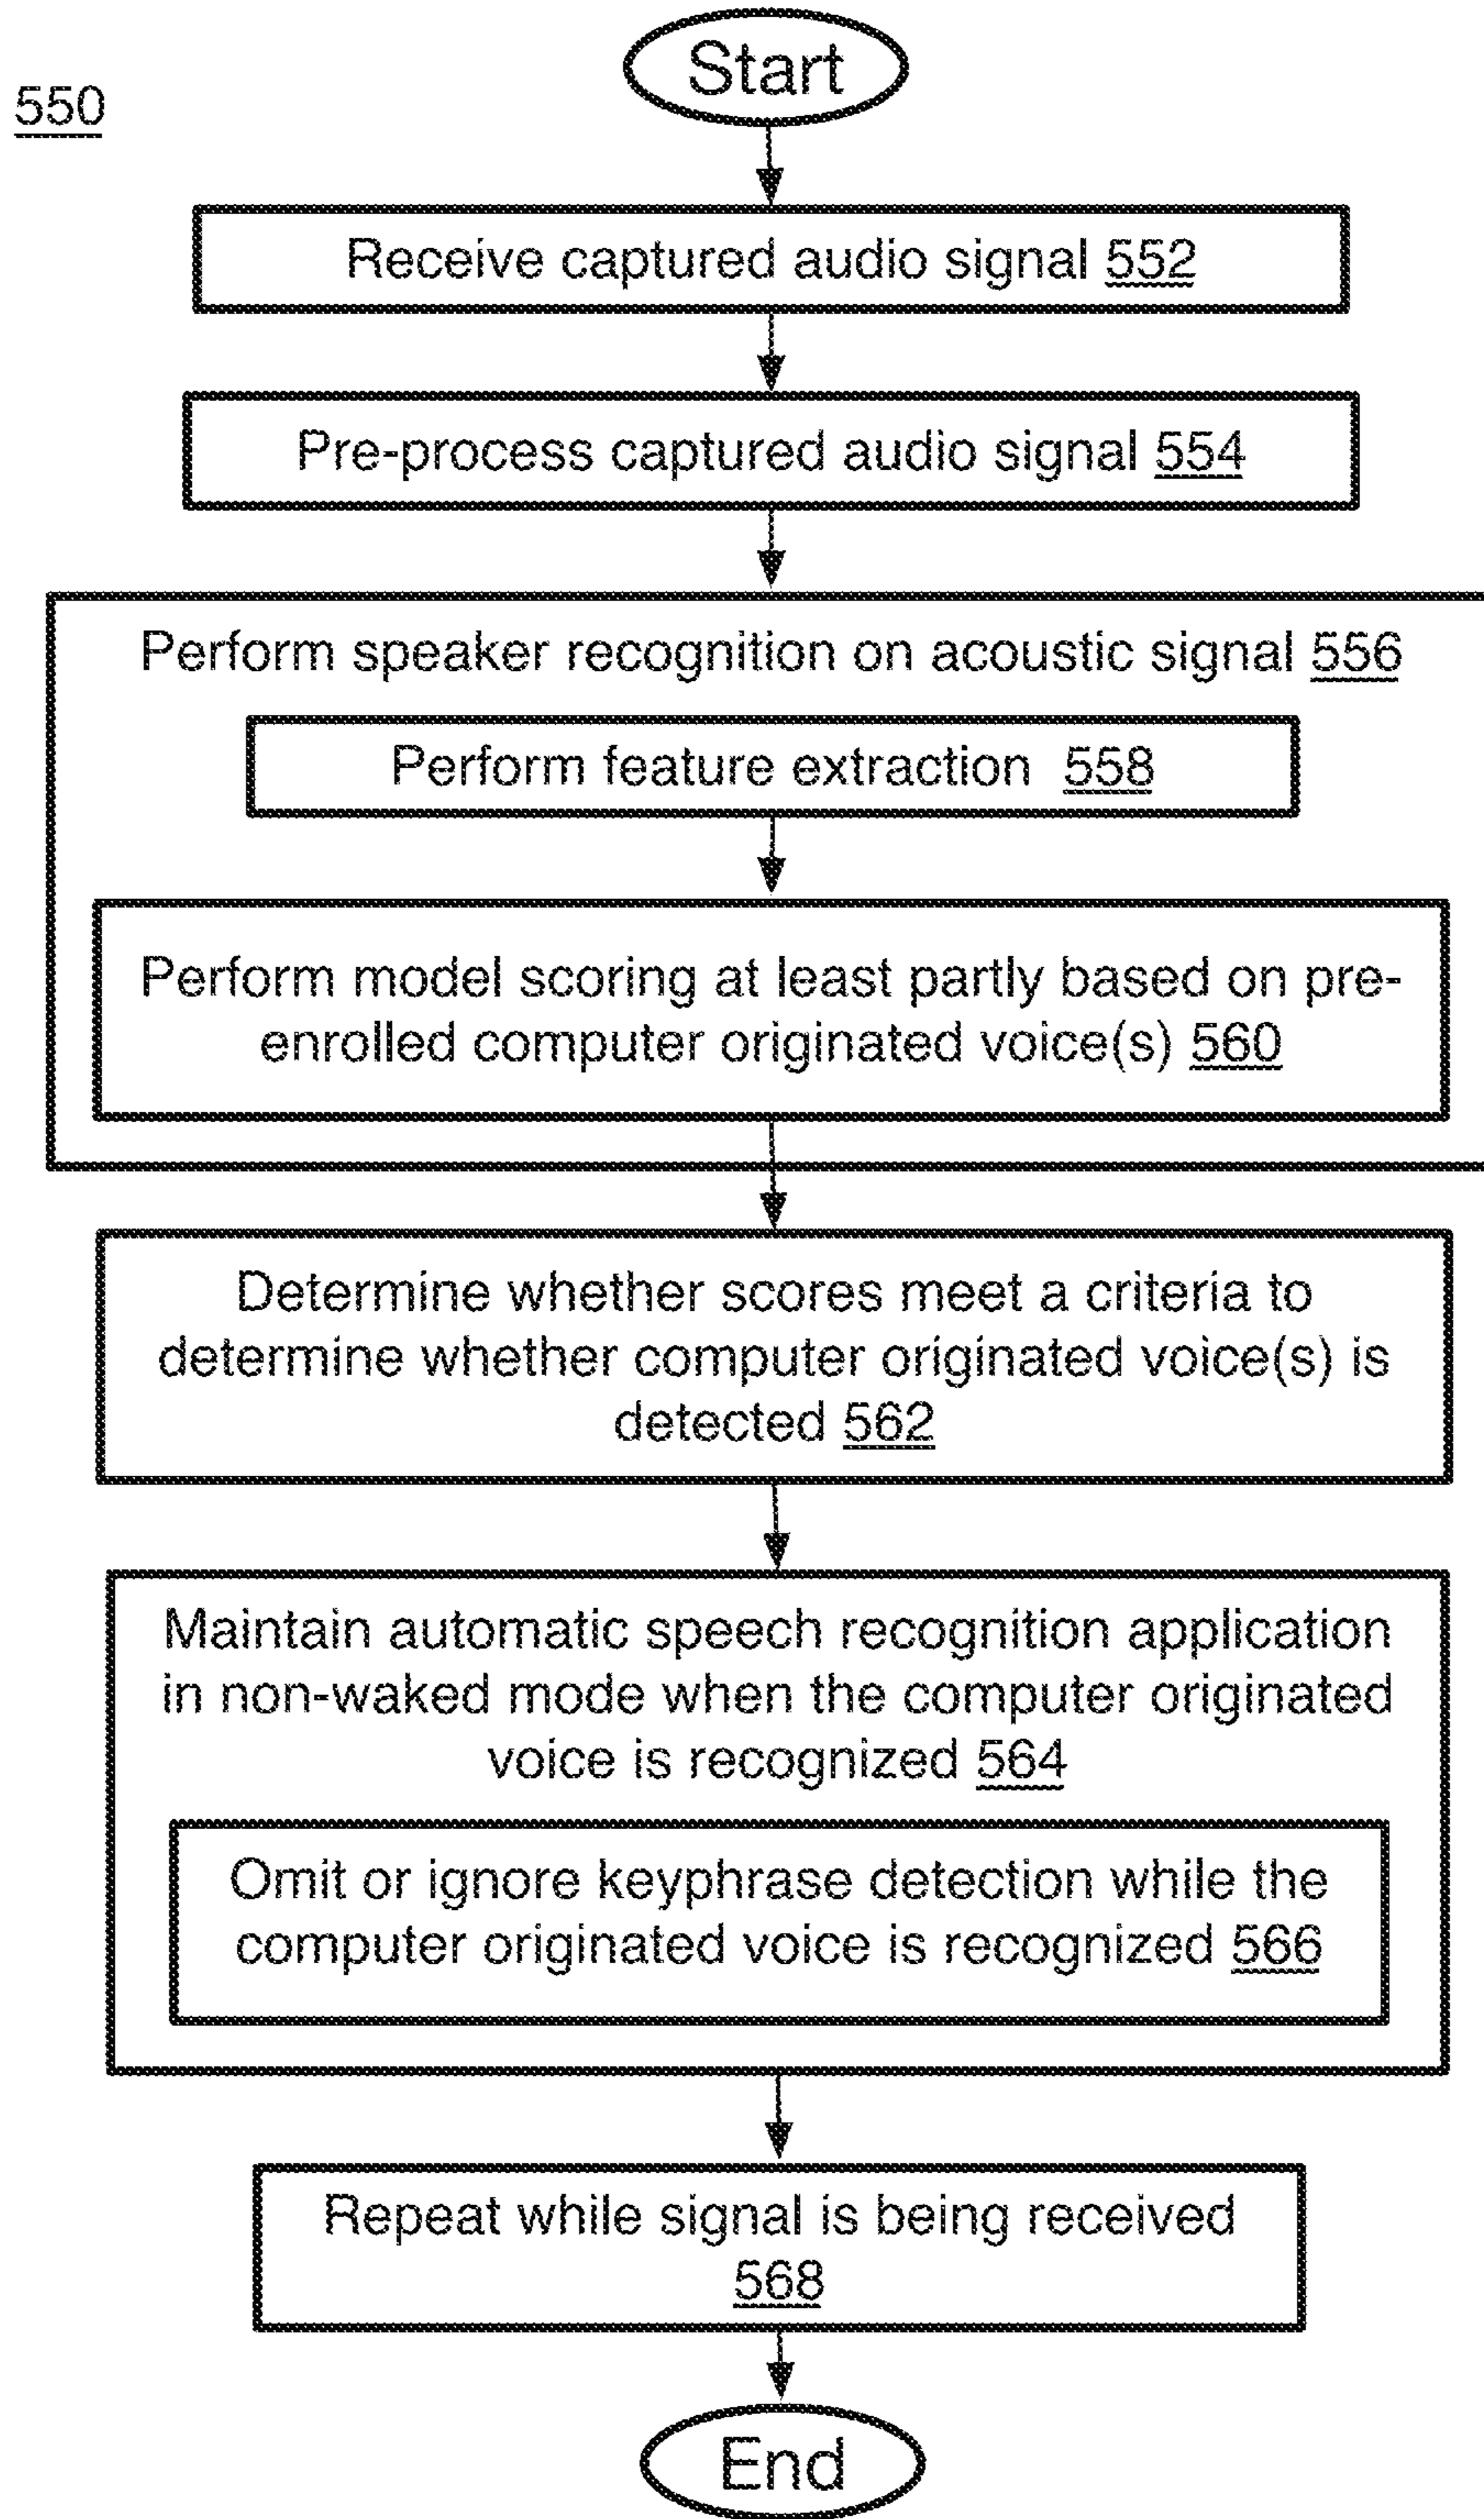 Start
550
Receive captured audio signal 552
Pre-process captured audio signal 554
Perform speaker recognition on acoustic signal 556
Perform feature extraction 558
Perform model scoring at least partly based on pre-
enrolled computer originated voice(s) 560
Determine whether scores meet a criteria to
determine whether computer originated voice(s) is
detected 562
Maintain automatic speech recognition application
in non-waked mode when the computer originated
voice is recognized 564
Omit or ignore keyphrase detection while the
computer originated voice is recognized 566
Repeat while signal is being received
568
End